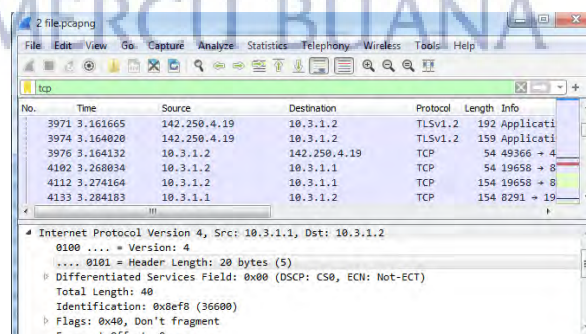 MERCU BUANA
2 file.pcapng
File Edit View Go Capture Analyze Statistics Telephony Wireless Tools Help
tcp
No. Time Source Destination Protocol Length Info
3971 3.161665 142.250.4.19 10.3.1.2 TLSv1.2 192 Applicati
3974 3.164020 142.250.4.19 10.3.1.2 TLSv1.2 159 Applicati
3976 3.164132 10.3.1.2 142.250.4.19 TCP 54 49366 → 4
4102 3.268034 10.3.1.2 10.3.1.1 TCP 54 19658 → 8
4112 3.274164 10.3.1.2 10.3.1.1 TCP 154 19658 → 8
4133 3.284183 10.3.1.1 10.3.1.2 TCP 154 8291 → 19
Internet Protocol Version 4, Src: 10.3.1.1, Dst: 10.3.1.2
0100 .... = Version: 4
.... 0101 = Header Length: 20 bytes (5)
Differentiated Services Field: 0x00 (DSCP: CS0, ECN: Not-ECT)
Total Length: 40
Identification: 0x8ef8 (36600)
Flags: 0x40, Don't fragment